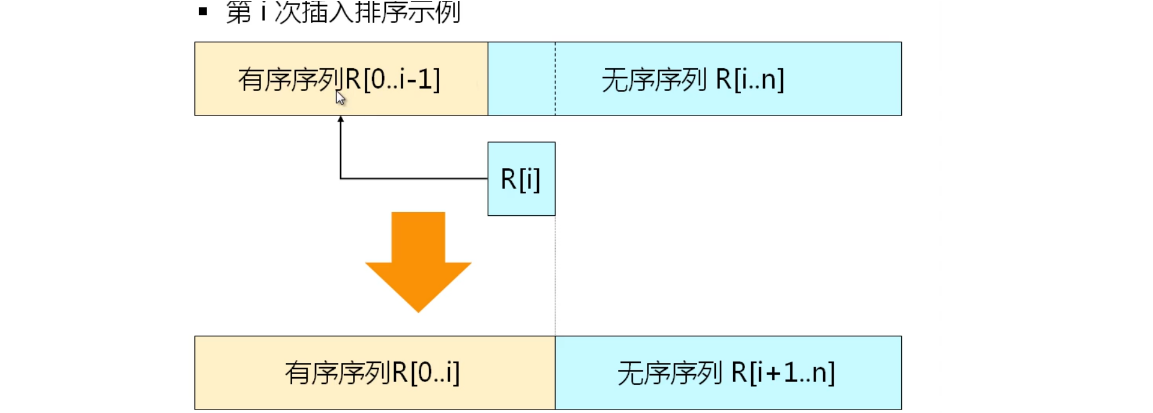 ▪ 第 i 次插入排序示例
有序序列R[0..i-1]
无序序列 R[i..n]
R[i]
有序序列R[0..i]
无序序列 R[i+1..n]